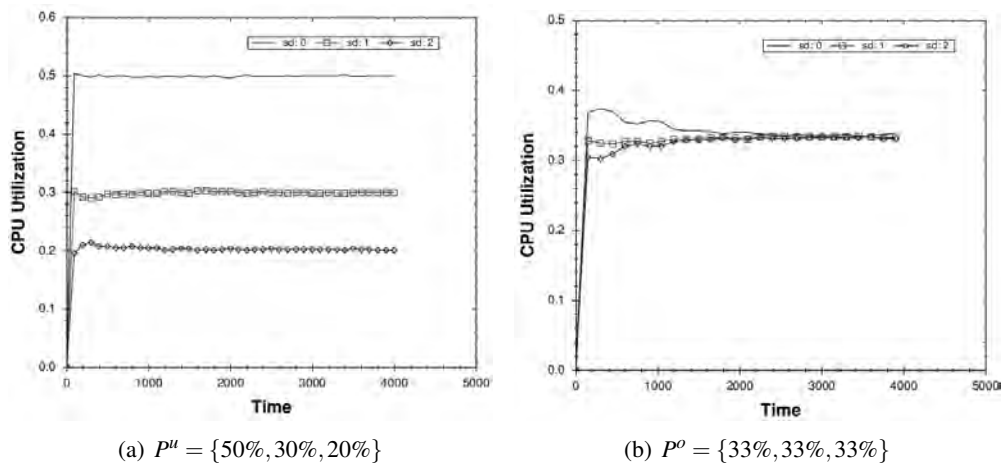 0.6
0.5
0.4
0.3
0.2
0.1
0.0
CPU Utilization
sd: 0
sd: 1
sd: 2
0
1000
2000
3000
4000
5000
Time
(a) P^u = {50%, 30%, 20%}
0.5
0.4
0.3
0.2
0.1
0.0
CPU Utilization
sd: 0
sd: 1
sd: 2
0
1000
2000
3000
4000
5000
Time
(b) P^o = {33%, 33%, 33%}